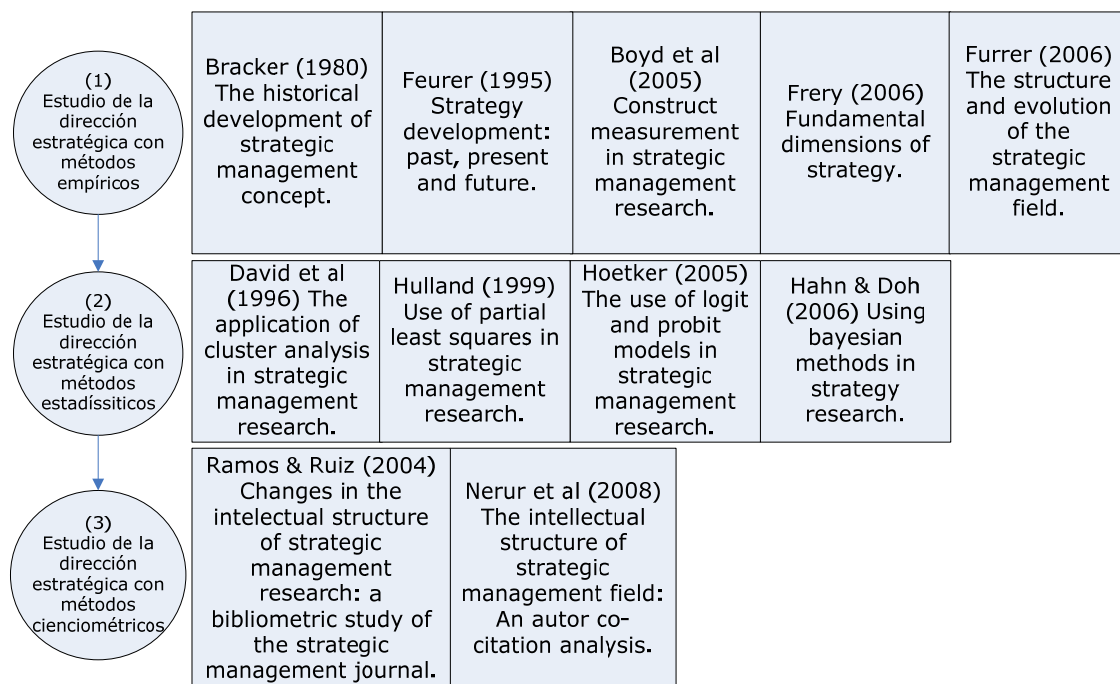 (1)
Estudio de la
dirección
estratégica con
métodos
empíricos
Bracker (1980)
The historical
development of
strategic
management
concept.
Feurer (1995)
Strategy
development:
past, present
and future.
Boyd et al
(2005)
Construct
measurement
in strategic
management
research.
Frery (2006)
Fundamental
dimensions of
strategy.
Furrer (2006)
The structure
and evolution
of the
strategic
management
field.
(2)
Estudio de la
dirección
estratégica con
métodos
estadíssiticos
David et al
(1996) The
application of
cluster analysis
in strategic
management
research.
Hulland (1999)
Use of partial
least squares in
strategic
management
research.
Hoetker (2005)
The use of logit
and probit
models in
strategic
management
research.
Hahn & Doh
(2006) Using
bayesian
methods in
strategy
research.
(3)
Estudio de la
dirección
estratégica con
métodos
cienciométricos
Ramos & Ruiz (2004)
Changes in the
intelectual structure
of strategic
management
research: a
bibliometric study of
the strategic
management journal.
Nerur et al (2008)
The intellectual
structure of
strategic
management field:
An autor co-
citation analysis.